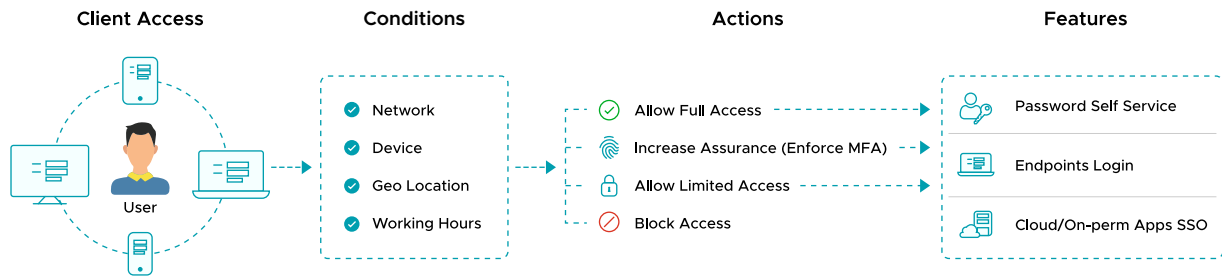 Client Access
Conditions
Actions
Features
User
Network
Device
Geo Location
Working Hours
Allow Full Access
Increase Assurance (Enforce MFA)
Allow Limited Access
Block Access
Password Self Service
Endpoints Login
Cloud/On-perm Apps SSO